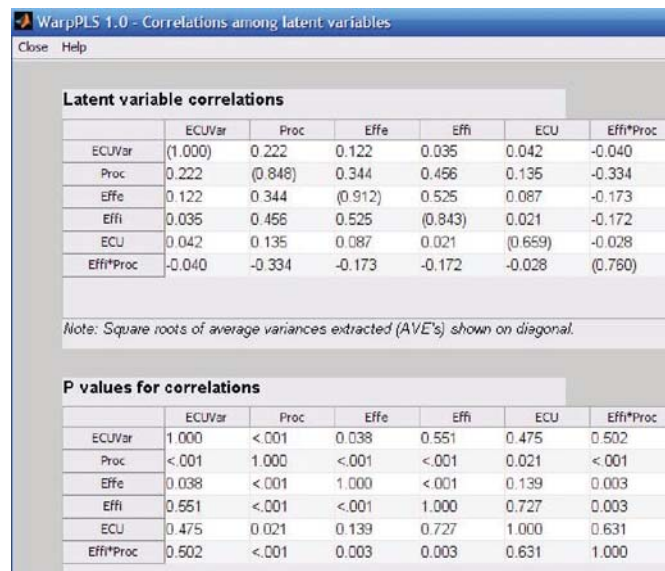 WarpPLS 1.0 - Correlations among latent variables
Close Help
Latent variable correlations
ECUVar Proc Effe Effi ECU Effi*Proc
ECUVar (1.000) 0.222 0.122 0.035 0.042 -0.040
Proc 0.222 (0.848) 0.344 0.456 0.135 -0.334
Effe 0.122 0.344 (0.912) 0.525 0.087 -0.173
Effi 0.035 0.456 0.525 (0.843) 0.021 -0.172
ECU 0.042 0.135 0.087 0.021 (0.659) -0.028
Effi*Proc -0.040 -0.334 -0.173 -0.172 -0.028 (0.760)
Note: Square roots of average variances extracted (AVE's) shown on diagonal.
P values for correlations
ECUVar Proc Effe Effi ECU Effi*Proc
ECUVar 1.000 <.001 0.038 0.551 0.475 0.502
Proc <.001 1.000 <.001 <.001 0.021 <.001
Effe 0.038 <.001 1.000 <.001 0.139 0.003
Effi 0.551 <.001 <.001 1.000 0.727 0.003
ECU 0.475 0.021 0.139 0.727 1.000 0.631
Effi*Proc 0.502 <.001 0.003 0.003 0.631 1.000